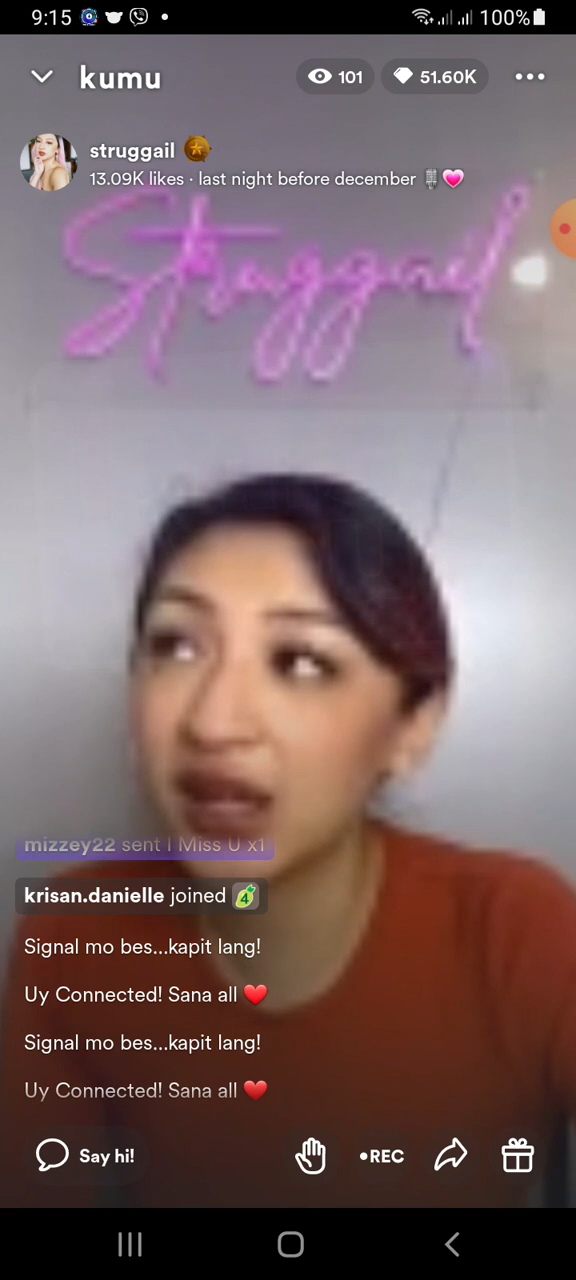 9:15
100%
kumu
101
51.60K
struggail
13.09K likes · last night before december
Struggail
mizzey22 sent I Miss U x1
krisan.danielle joined 4
Signal mo bes...kapit lang!
Uy Connected! Sana all
Signal mo bes...kapit lang!
Uy Connected! Sana all
Say hi!
•REC